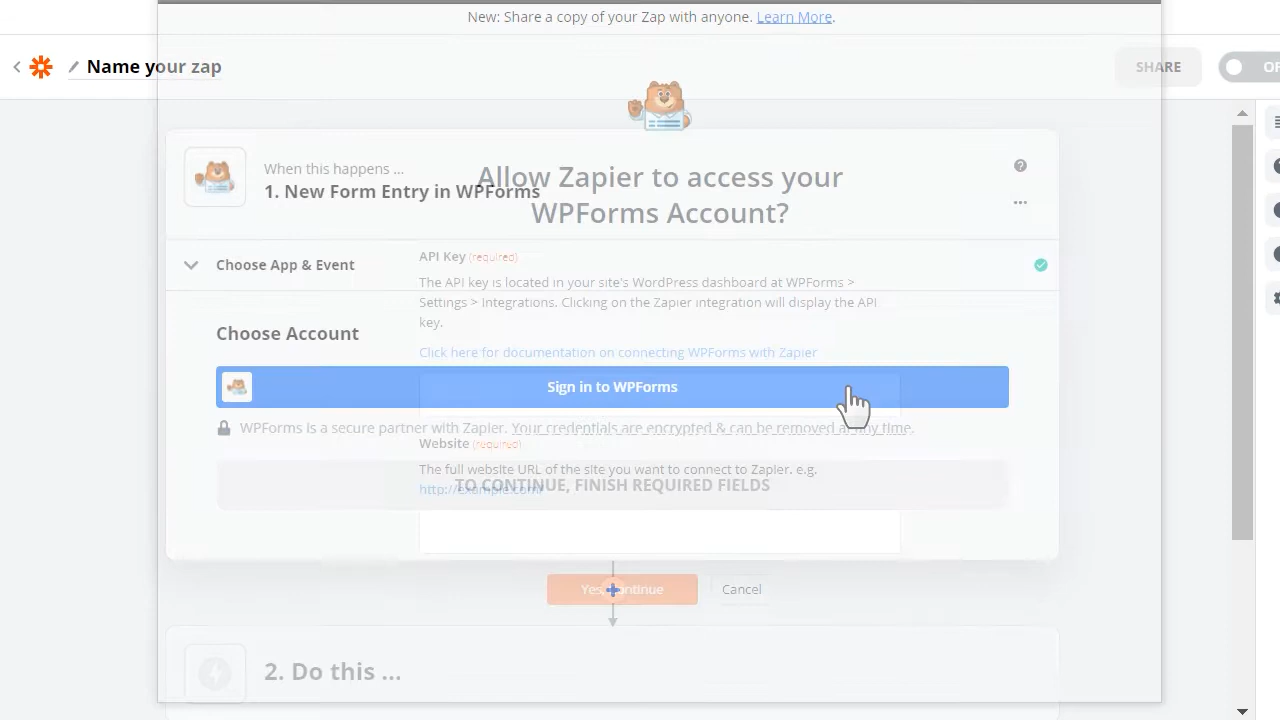 New: Share a copy of your Zap with anyone. Learn More.
Name your zap
SHARE
Allow Zapier to access your
WPForms Account?
When this happens ...
1. New Form Entry in WPForms
API Key (required)
Choose App & Event
The API key is located in your site's WordPress dashboard at WPForms >
Settings > Integrations. Clicking on the Zapier integration will display the API
key.
Choose Account
Click here for documentation on connecting WPForms with Zapier
Sign in to WPForms
WPForms is a secure partner with Zapier. Your credentials are encrypted & can be removed at any time.
Website (required)
The full website URL of the site you want to connect to Zapier. e.g.
http://example.com/
TO CONTINUE, FINISH REQUIRED FIELDS
Yes, Continue
Cancel
2. Do this ...